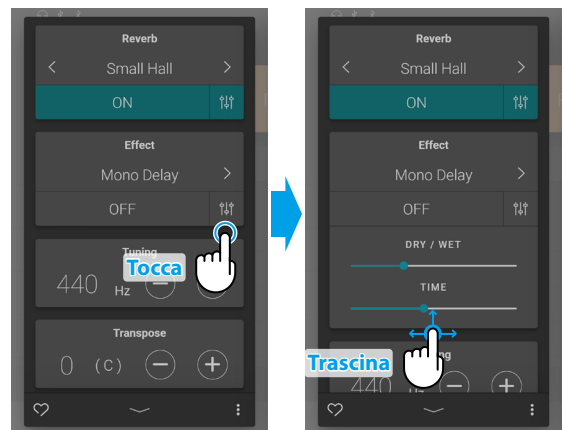 Reverb
Small Hall
ON
Effect
Mono Delay
OFF
Tuning
Tocca
440 Hz
Transpose
0 (C)
Reverb
Small Hall
ON
Effect
Mono Delay
OFF
DRY / WET
TIME
Trascina
440